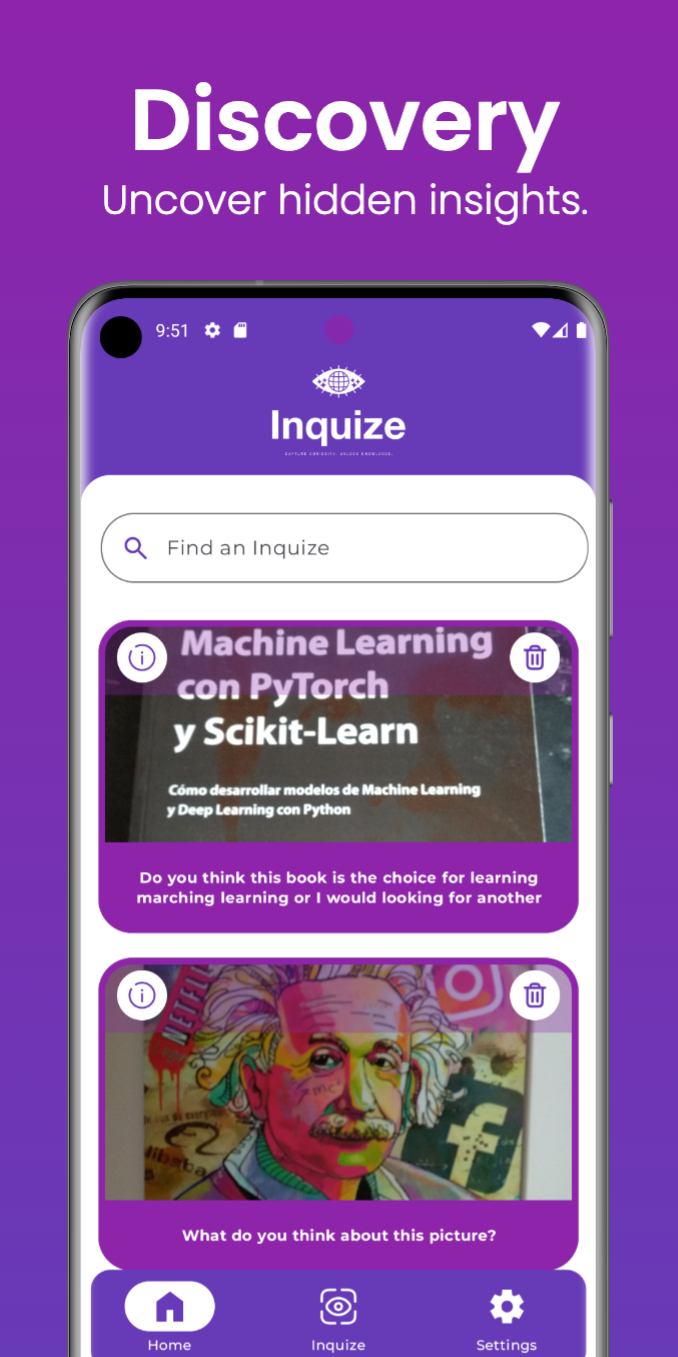 Discovery
Uncover hidden insights.
9:51
Inquize
CAPTURE CURIOSITY. UNLOCK KNOWLEDGE.
Find an Inquize
Machine Learning
con PyTorch
y Scikit-Learn
Cómo desarrollar modelos de Machine Learning
y Deep Learning con Python
Do you think this book is the choice for learning
marching learning or I would looking for another
NETFLIX
mc²
libaba
f
What do you think about this picture?
Home
Inquize
Settings